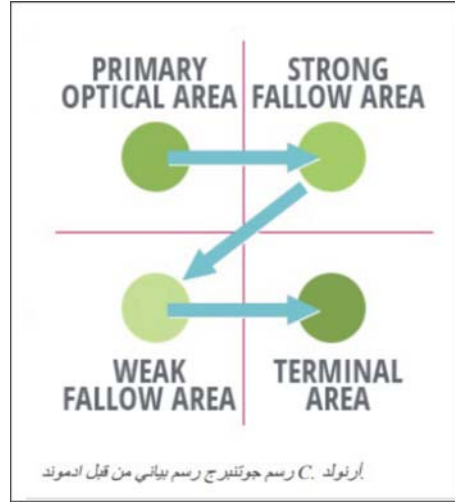 PRIMARY
OPTICAL AREA
STRONG
FALLOW AREA
WEAK
FALLOW AREA
TERMINAL
AREA
أرنولد .C رسم جوتنبرج رسم بياني من قبل ادموند.